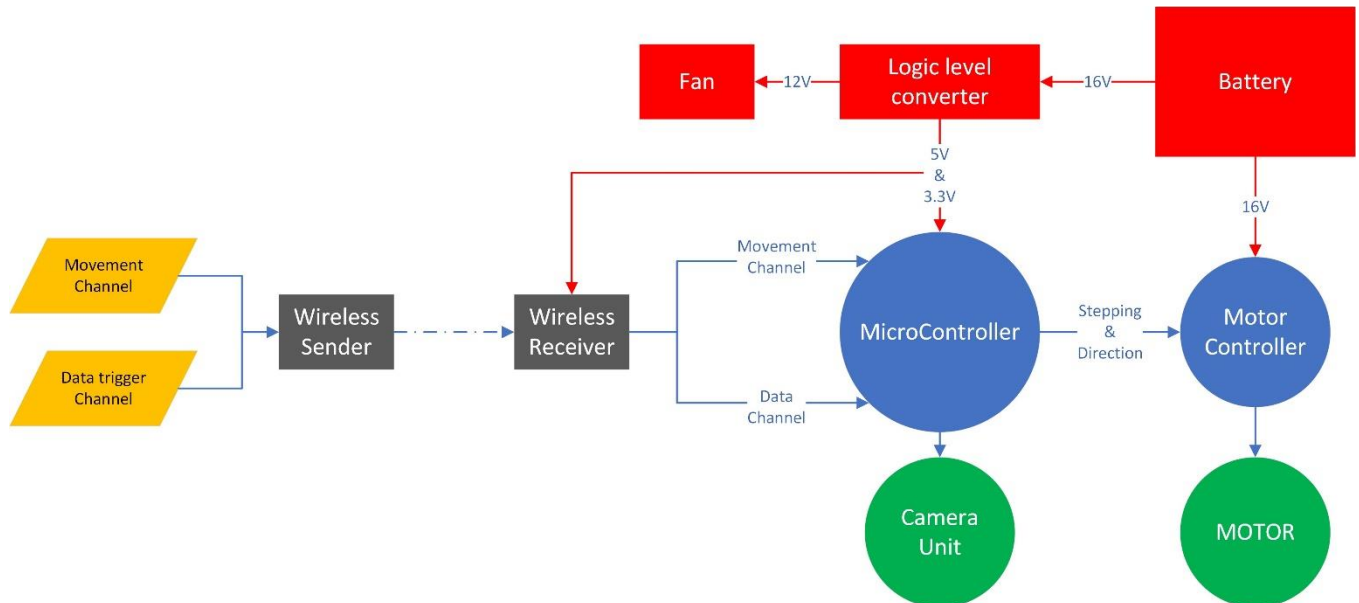 Fan
12V
Logic level
converter
16V
Battery
5V
&
3.3V
16V
Movement
Channel
Data trigger
Channel
Wireless
Sender
Wireless
Receiver
Movement
Channel
Data
Channel
MicroController
Stepping
&
Direction
Motor
Controller
Camera
Unit
MOTOR